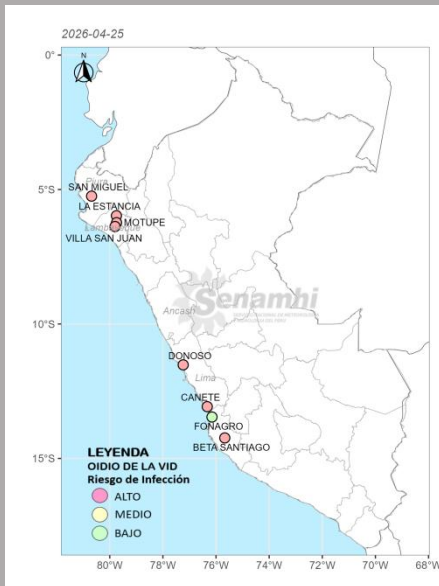 2026-04-25
N
0°
Piura
SAN MIGUEL
5°S
LA ESTANCIA
MOTUPE
Lambayeque
VILLA SAN JUAN
Senamhi
Ancash
10°S
DONOSO
Lima
CANETE
FONAGRO
BETA SANTIAGO
LEYENDA
OIDIO DE LA VID
15°S
Riesgo de Infección
ALTO
MEDIO
BAJO
80°W 78°W 76°W 74°W 72°W 70°W 68°W